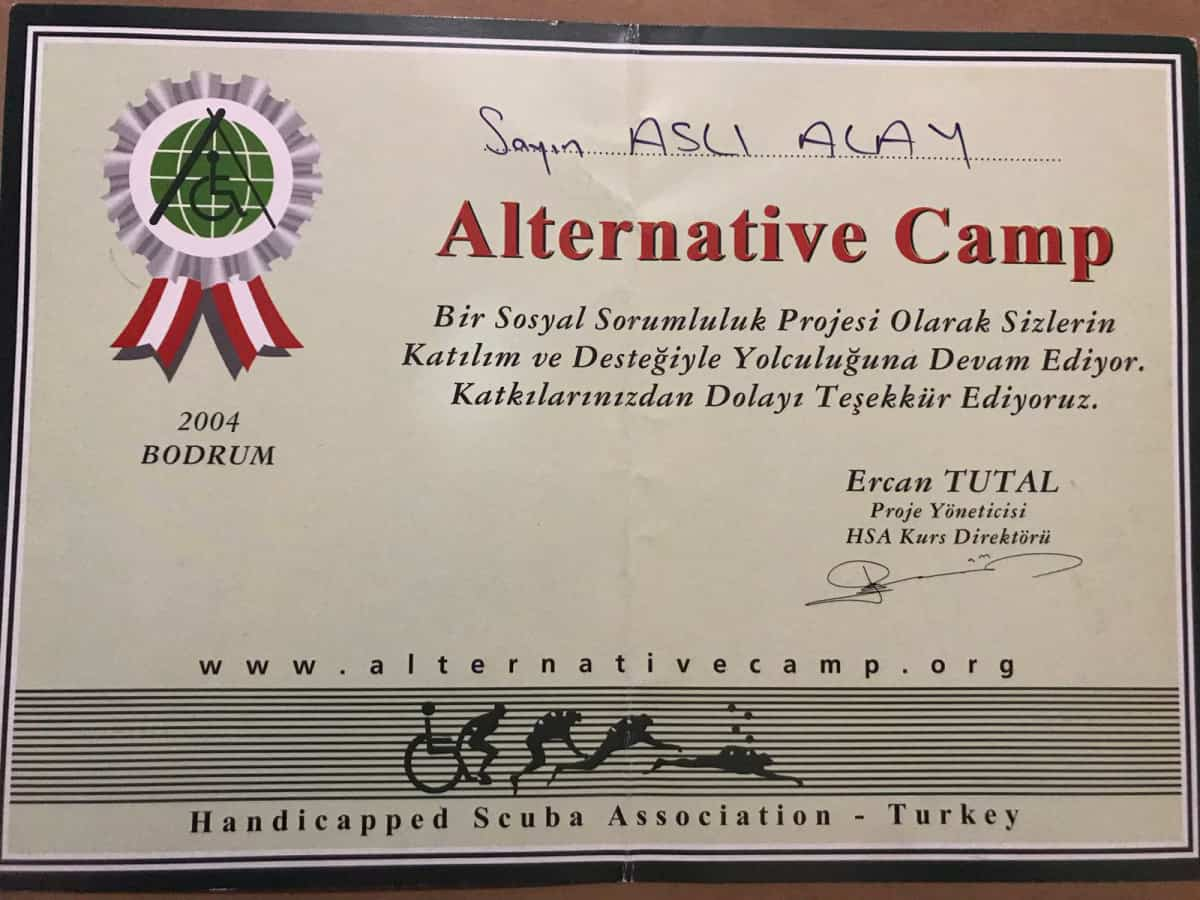 Sayın ASLI ALAY
Alternative Camp
Bir Sosyal Sorumluluk Projesi Olarak Sizlerin
Katılım ve Desteğiyle Yolculuğuna Devam Ediyor.
Katkılarınızdan Dolayı Teşekkür Ediyoruz.
2004
BODRUM
Ercan TUTAL
Proje Yöneticisi
HSA Kurs Direktörü
www.alternativecamp.org
Handicapped Scuba Association - Turkey